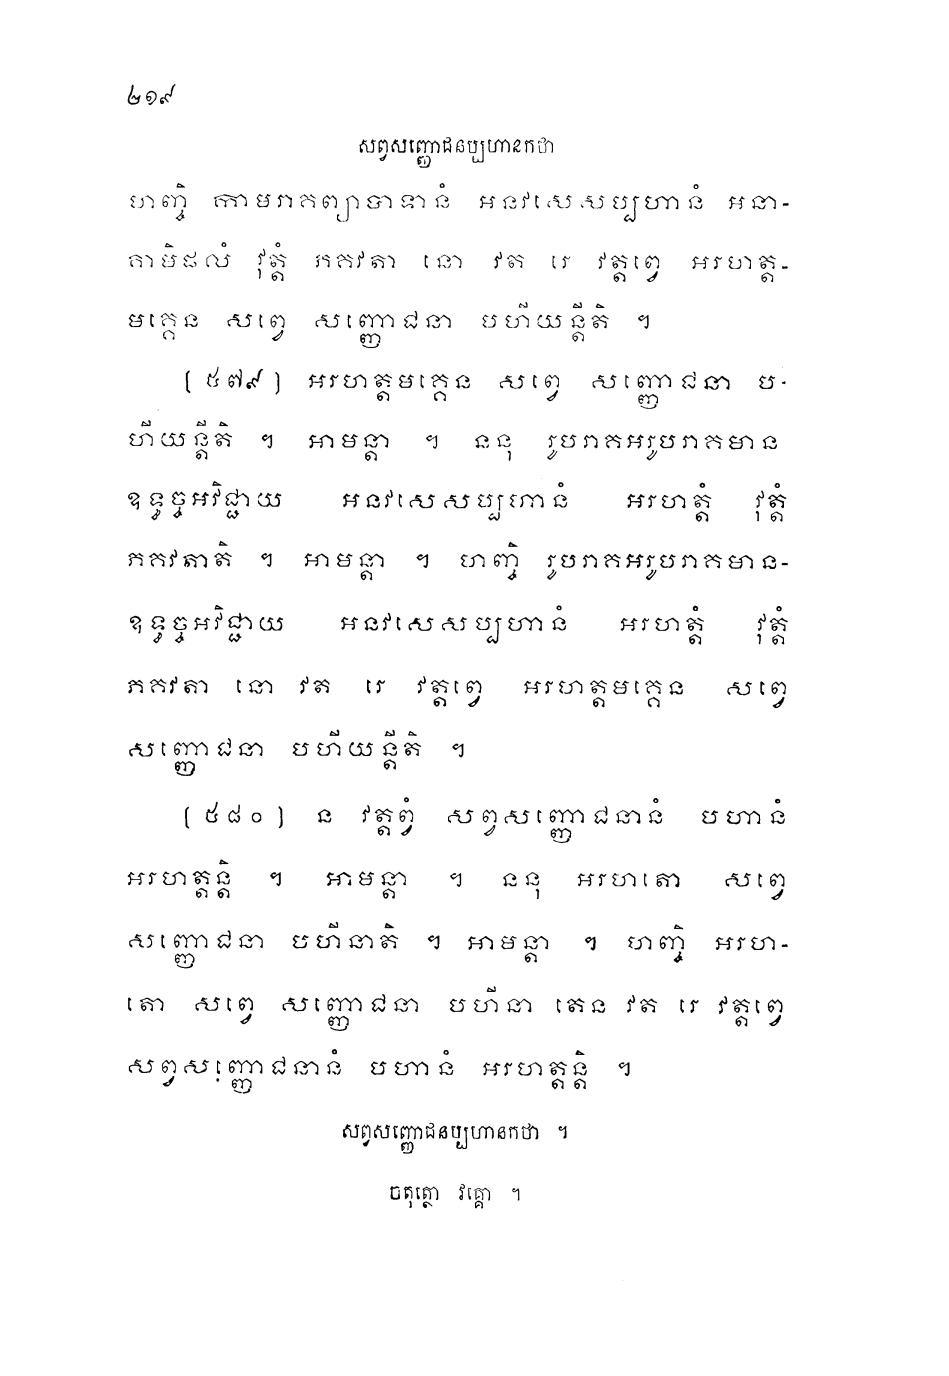 ២១៩
សព្វសញ្ញោជនប្បហានកថា
ហញ្ចិ កាមរាគព្យាបាទានំ អនវសេសប្បហានំ អនា-
គាមិផលំ វុត្តំ ភគវតា នោ វត រេ វត្តព្វេ អរហត្ត-
មគ្គេន សព្វេ សញ្ញោជនា បហីយន្តីតិ ។
(៥៧៩) អរហត្តមគ្គេន សព្វេ សញ្ញោជនា ប-
ហីយន្តីតិ ។ អាមន្តា ។ ននុ រូបរាគអរូបរាគមាន
ឧទ្ធច្ចអវិជ្ជាយ អនវសេសប្បហានំ អរហត្តំ វុត្តំ
ភគវតាតិ ។ អាមន្តា ។ ហញ្ចិ រូបរាគអរូបរាគមាន-
ឧទ្ធច្ចអវិជ្ជាយ អនវសេសប្បហានំ អរហត្តំ វុត្តំ
ភគវតា នោ វត រេ វត្តព្វេ អរហត្តមគ្គេន សព្វេ
សញ្ញោជនា បហីយន្តីតិ ។
(៥៨០) ន វត្តព្វំ សព្វសញ្ញោជនានំ បហានំ
អរហត្តន្តិ ។ អាមន្តា ។ ននុ អរហតោ សព្វេ
សញ្ញោជនា បហីនាតិ ។ អាមន្តា ។ ហញ្ចិ អរហ-
តោ សព្វេ សញ្ញោជនា បហីនា តេន វត រេ វត្តព្វេ
សព្វសញ្ញោជនានំ បហានំ អរហត្តន្តិ ។
សព្វសញ្ញោជនប្បហានកថា ។
ចតុត្ថោ វគ្គោ ។